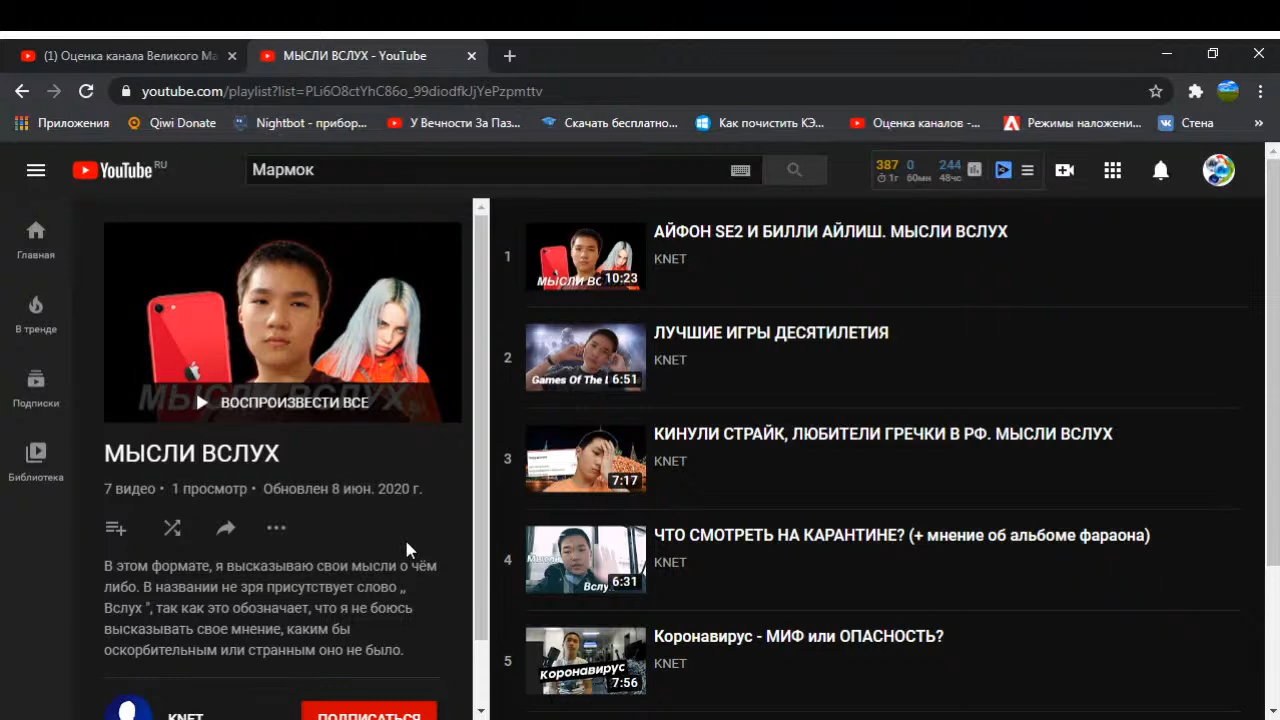 (1) Оценка канала Великого Ма
МЫСЛИ ВСЛУХ - YouTube
youtube.com/playlist?list=PLi6O8ctYhC86o_99diodfkJjYePzpmttv
Приложения
Qiwi Donate
Nightbot - прибор...
У Вечности За Паз...
Скачать бесплатно...
Как почистить КЭ...
Оценка каналов -...
Режимы наложени...
Стена
»
YouTube RU
Мармок
387 0 244
1г 60мн 48чс
Главная
В тренде
Подписки
Библиотека
МЫСЛИ ВСЛУХ
ВОСПРОИЗВЕСТИ ВСЕ
МЫСЛИ ВСЛУХ
7 видео • 1 просмотр • Обновлен 8 июн. 2020 г.
В этом формате, я высказываю свои мысли о чём
либо. В названии не зря присутствует слово ,,
Вслух ", так как это обозначает, что я не боюсь
высказывать свое мнение, каким бы
оскорбительным или странным оно не было.
KNET
ПОДПИСАТЬСЯ
1
МЫСЛИ ВС
10:23
АЙФОН SE2 И БИЛЛИ АЙЛИШ. МЫСЛИ ВСЛУХ
KNET
2
Games Of The
6:51
ЛУЧШИЕ ИГРЫ ДЕСЯТИЛЕТИЯ
KNET
3
7:17
КИНУЛИ СТРАЙК, ЛЮБИТЕЛИ ГРЕЧКИ В РФ. МЫСЛИ ВСЛУХ
KNET
4
Вслу
6:31
ЧТО СМОТРЕТЬ НА КАРАНТИНЕ? (+ мнение об альбоме фараона)
KNET
5
Коронавирус
7:56
Коронавирус - МИФ или ОПАСНОСТЬ?
KNET